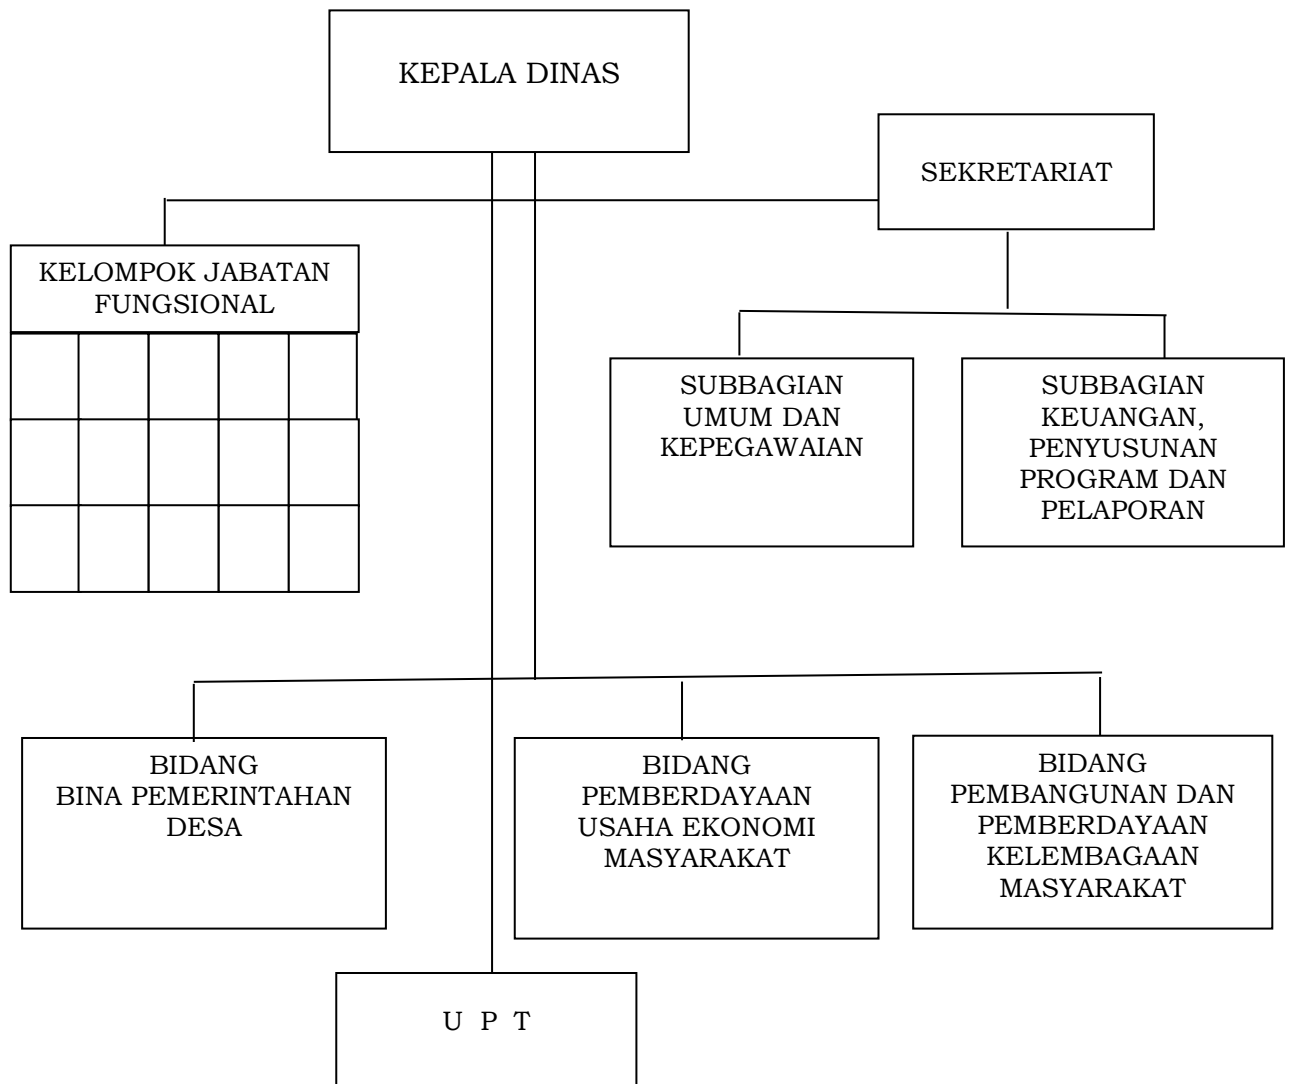 KEPALA DINAS
SEKRETARIAT
KELOMPOK JABATAN
FUNGSIONAL
SUBBAGIAN
UMUM DAN
KEPEGAWAIAN
SUBBAGIAN
KEUANGAN,
PENYUSUNAN
PROGRAM DAN
PELAPORAN
BIDANG
BINA PEMERINTAHAN
DESA
BIDANG
PEMBERDAYAAN
USAHA EKONOMI
MASYARAKAT
BIDANG
PEMBANGUNAN DAN
PEMBERDAYAAN
KELEMBAGAAN
MASYARAKAT
U P T